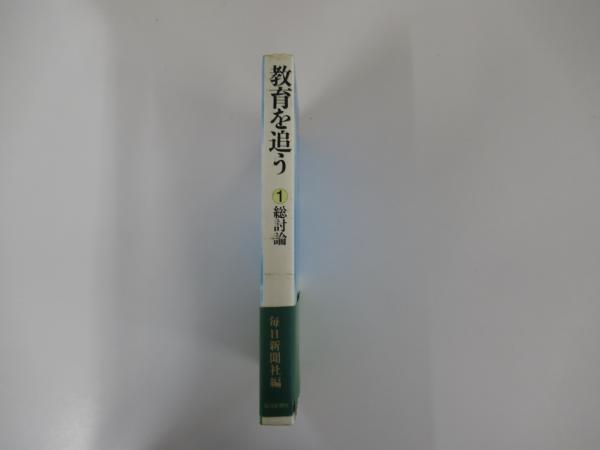 教育を追う
①総討論
毎日新聞社編